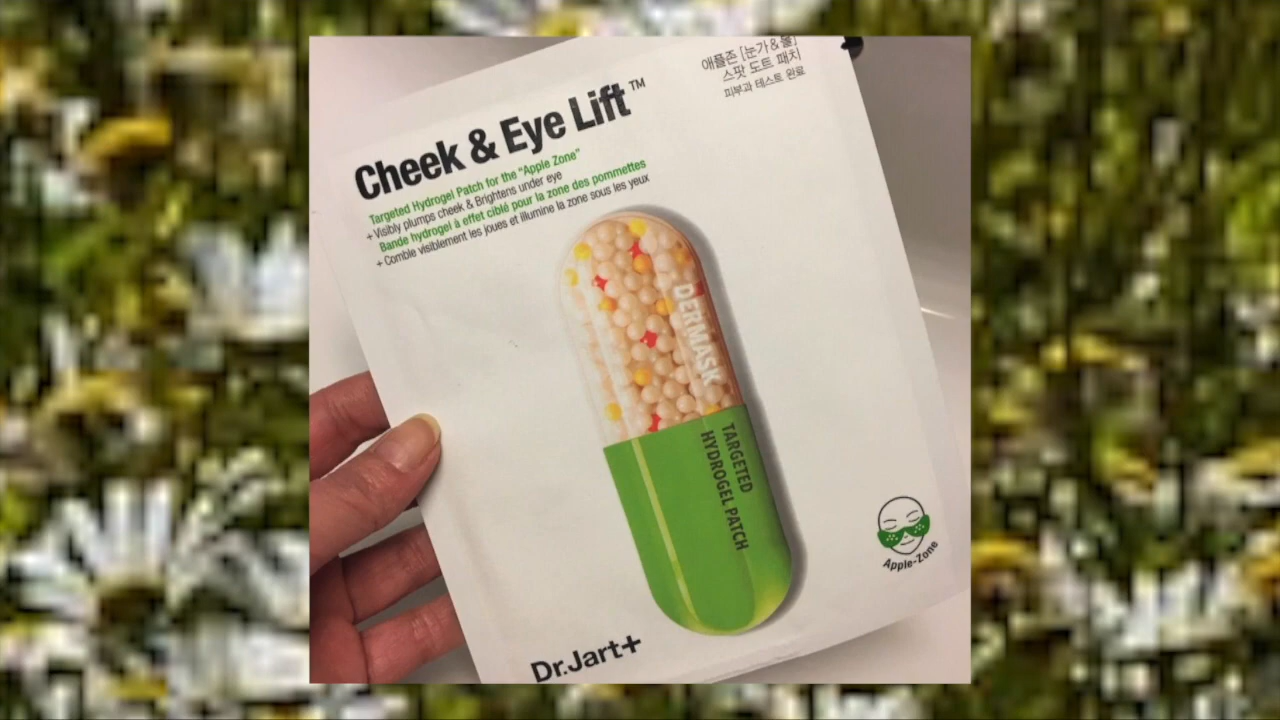 Cheek & Eye Lift™
Targeted Hydrogel Patch for the "Apple Zone"
+ Visibly plumps cheek & Brightens under eye
Bande hydrogel à effet ciblé pour la zone des pommettes
+ Comble visiblement les joues et illumine la zone sous les yeux
애플존 [눈가&볼]
스팟 도트 패치
피부과 테스트 완료
DERMASK
TARGETED
HYDROGEL PATCH
Apple-Zone
Dr.Jart+